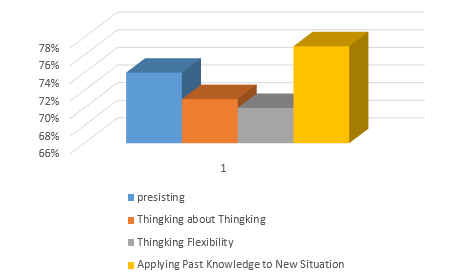 78%
76%
74%
72%
70%
68%
66%
1
presisting
Thingking about Thingking
Thingking Flexibility
Applying Past Knowledge to New Situation